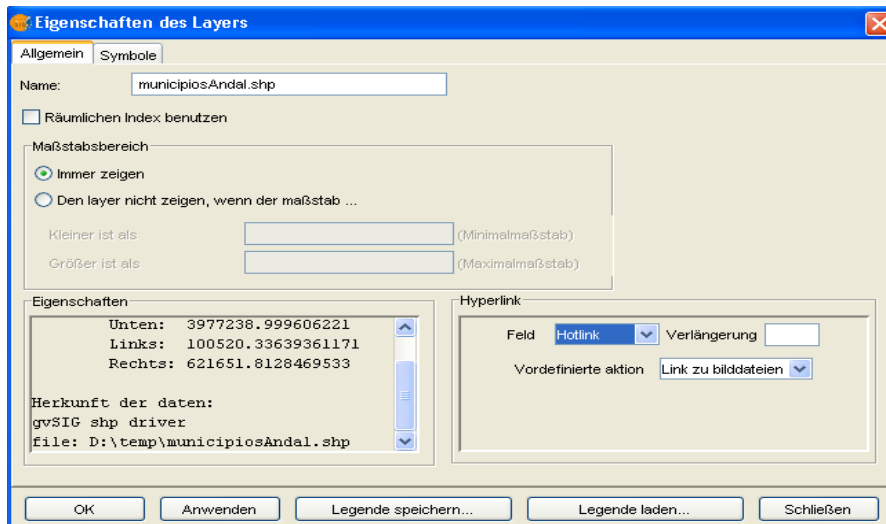 Eigenschaften des Layers
Allgemein Symbole
Name: municipiosAndal.shp
Räumlichen Index benutzen
Maßstabsbereich
Immer zeigen
Den layer nicht zeigen, wenn der maßstab ...
Kleiner ist als (Minimalmaßstab)
Größer ist als (Maximalmaßstab)
Eigenschaften
Unten: 3977238.999606221
Links: 100520.33639361171
Rechts: 621651.8128469533
Herkunft der daten:
gvSIG shp driver
file: D:\temp\municipiosAndal.shp
Hyperlink
Feld Hotlink Verlängerung
Vordefinierte aktion Link zu bilddateien
OK Anwenden Legende speichern... Legende laden... Schließen